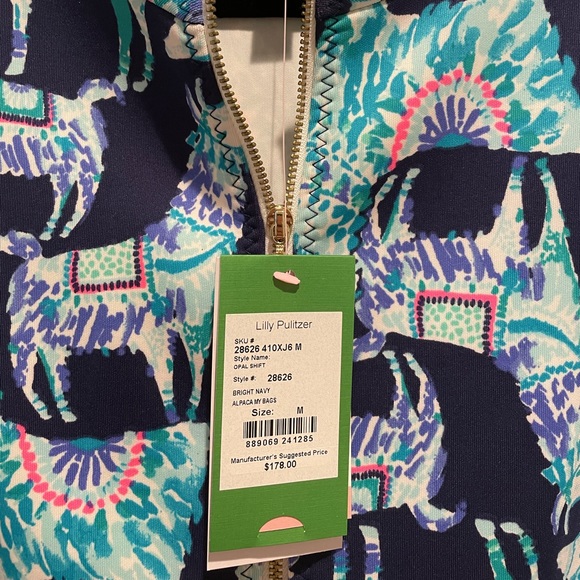 Lilly Pulitzer
SKU #
28626 410XJ6 M
Style Name:
OPAL SHIFT
Style #: 28626
BRIGHT NAVY
ALPACA MY BAGS
Size: M
889069 241285
Manufacturer's Suggested Price
$178.00